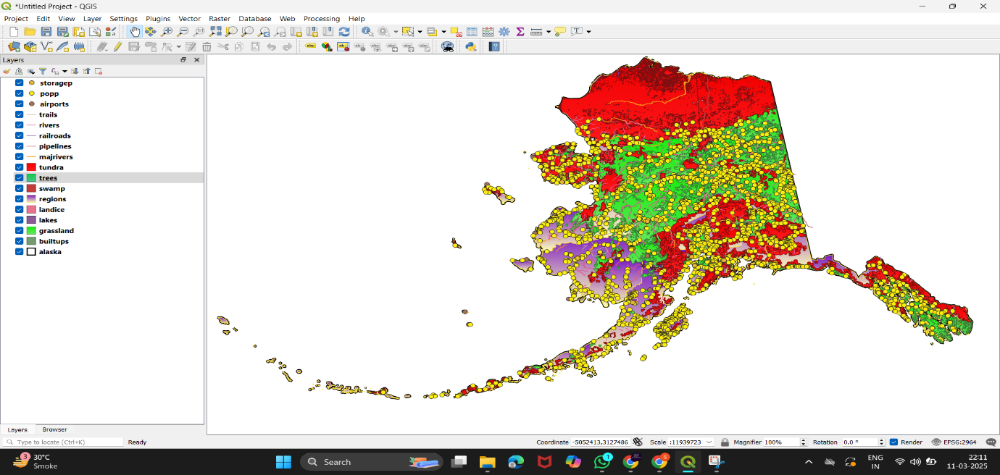 *Untitled Project - QGIS
Project Edit View Layer Settings Plugins Vector Raster Database Web Processing Help
Layers
storagep
popp
airports
trails
rivers
railroads
pipelines
majrivers
tundra
trees
swamp
regions
landice
lakes
grassland
builtups
alaska
Layers Browser
Type to locate (Ctrl+K) Ready Coordinate -5052413,3127486 Scale :11939723 Magnifier 100% Rotation 0.0 ° Render EPSG:2964
3 30°C
Smoke
Search
1
ENG
IN
22:11
11-03-2025